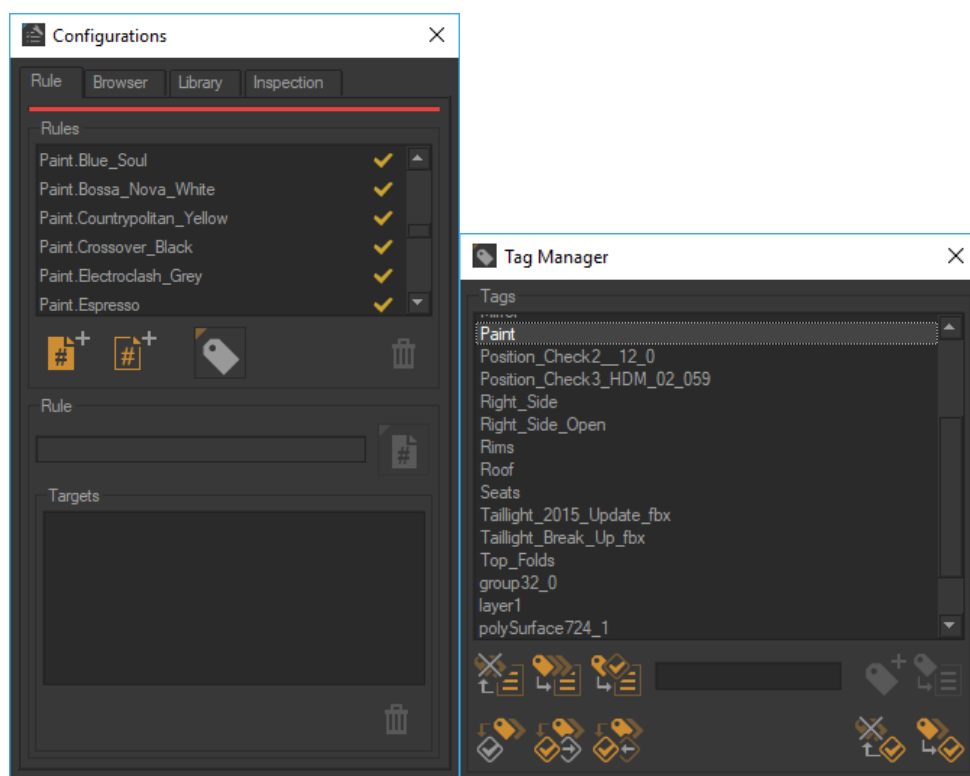 Configurations
Rule Browser Library Inspection
Rules
Paint.Blue_Soul
Paint.Bossa_Nova_White
Paint.Countrypolitan_Yellow
Paint.Crossover_Black
Paint.Electroclash_Grey
Paint.Espresso
#
#
Rule
#
Targets
Tag Manager
Tags
Paint
Position_Check2__12_0
Position_Check3_HDM_02_059
Right_Side
Right_Side_Open
Rims
Roof
Seats
Taillight_2015_Update_fbx
Taillight_Break_Up_fbx
Top_Folds
group32_0
layer1
polySurface724_1